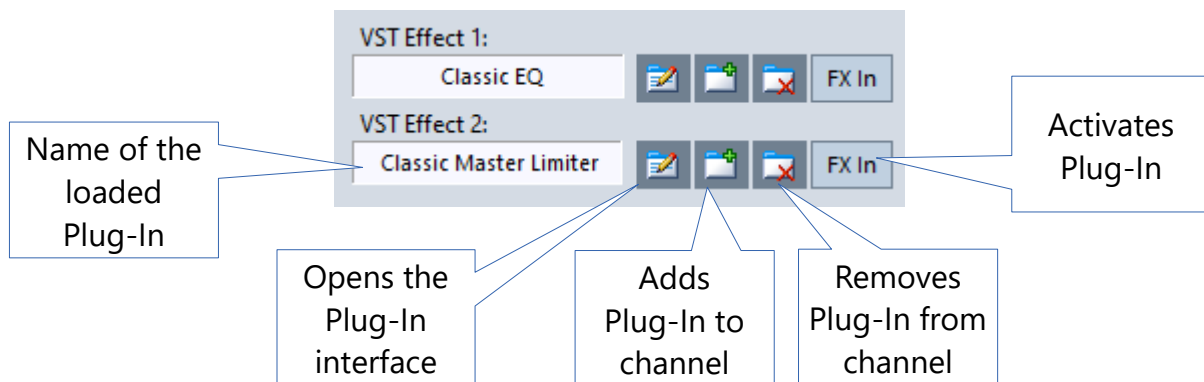 VST Effect 1:
Classic EQ
FX In
VST Effect 2:
Classic Master Limiter
FX In
Name of the
loaded
Plug-In
Activates
Plug-In
Opens the
Plug-In
interface
Adds
Plug-In to
channel
Removes
Plug-In from
channel